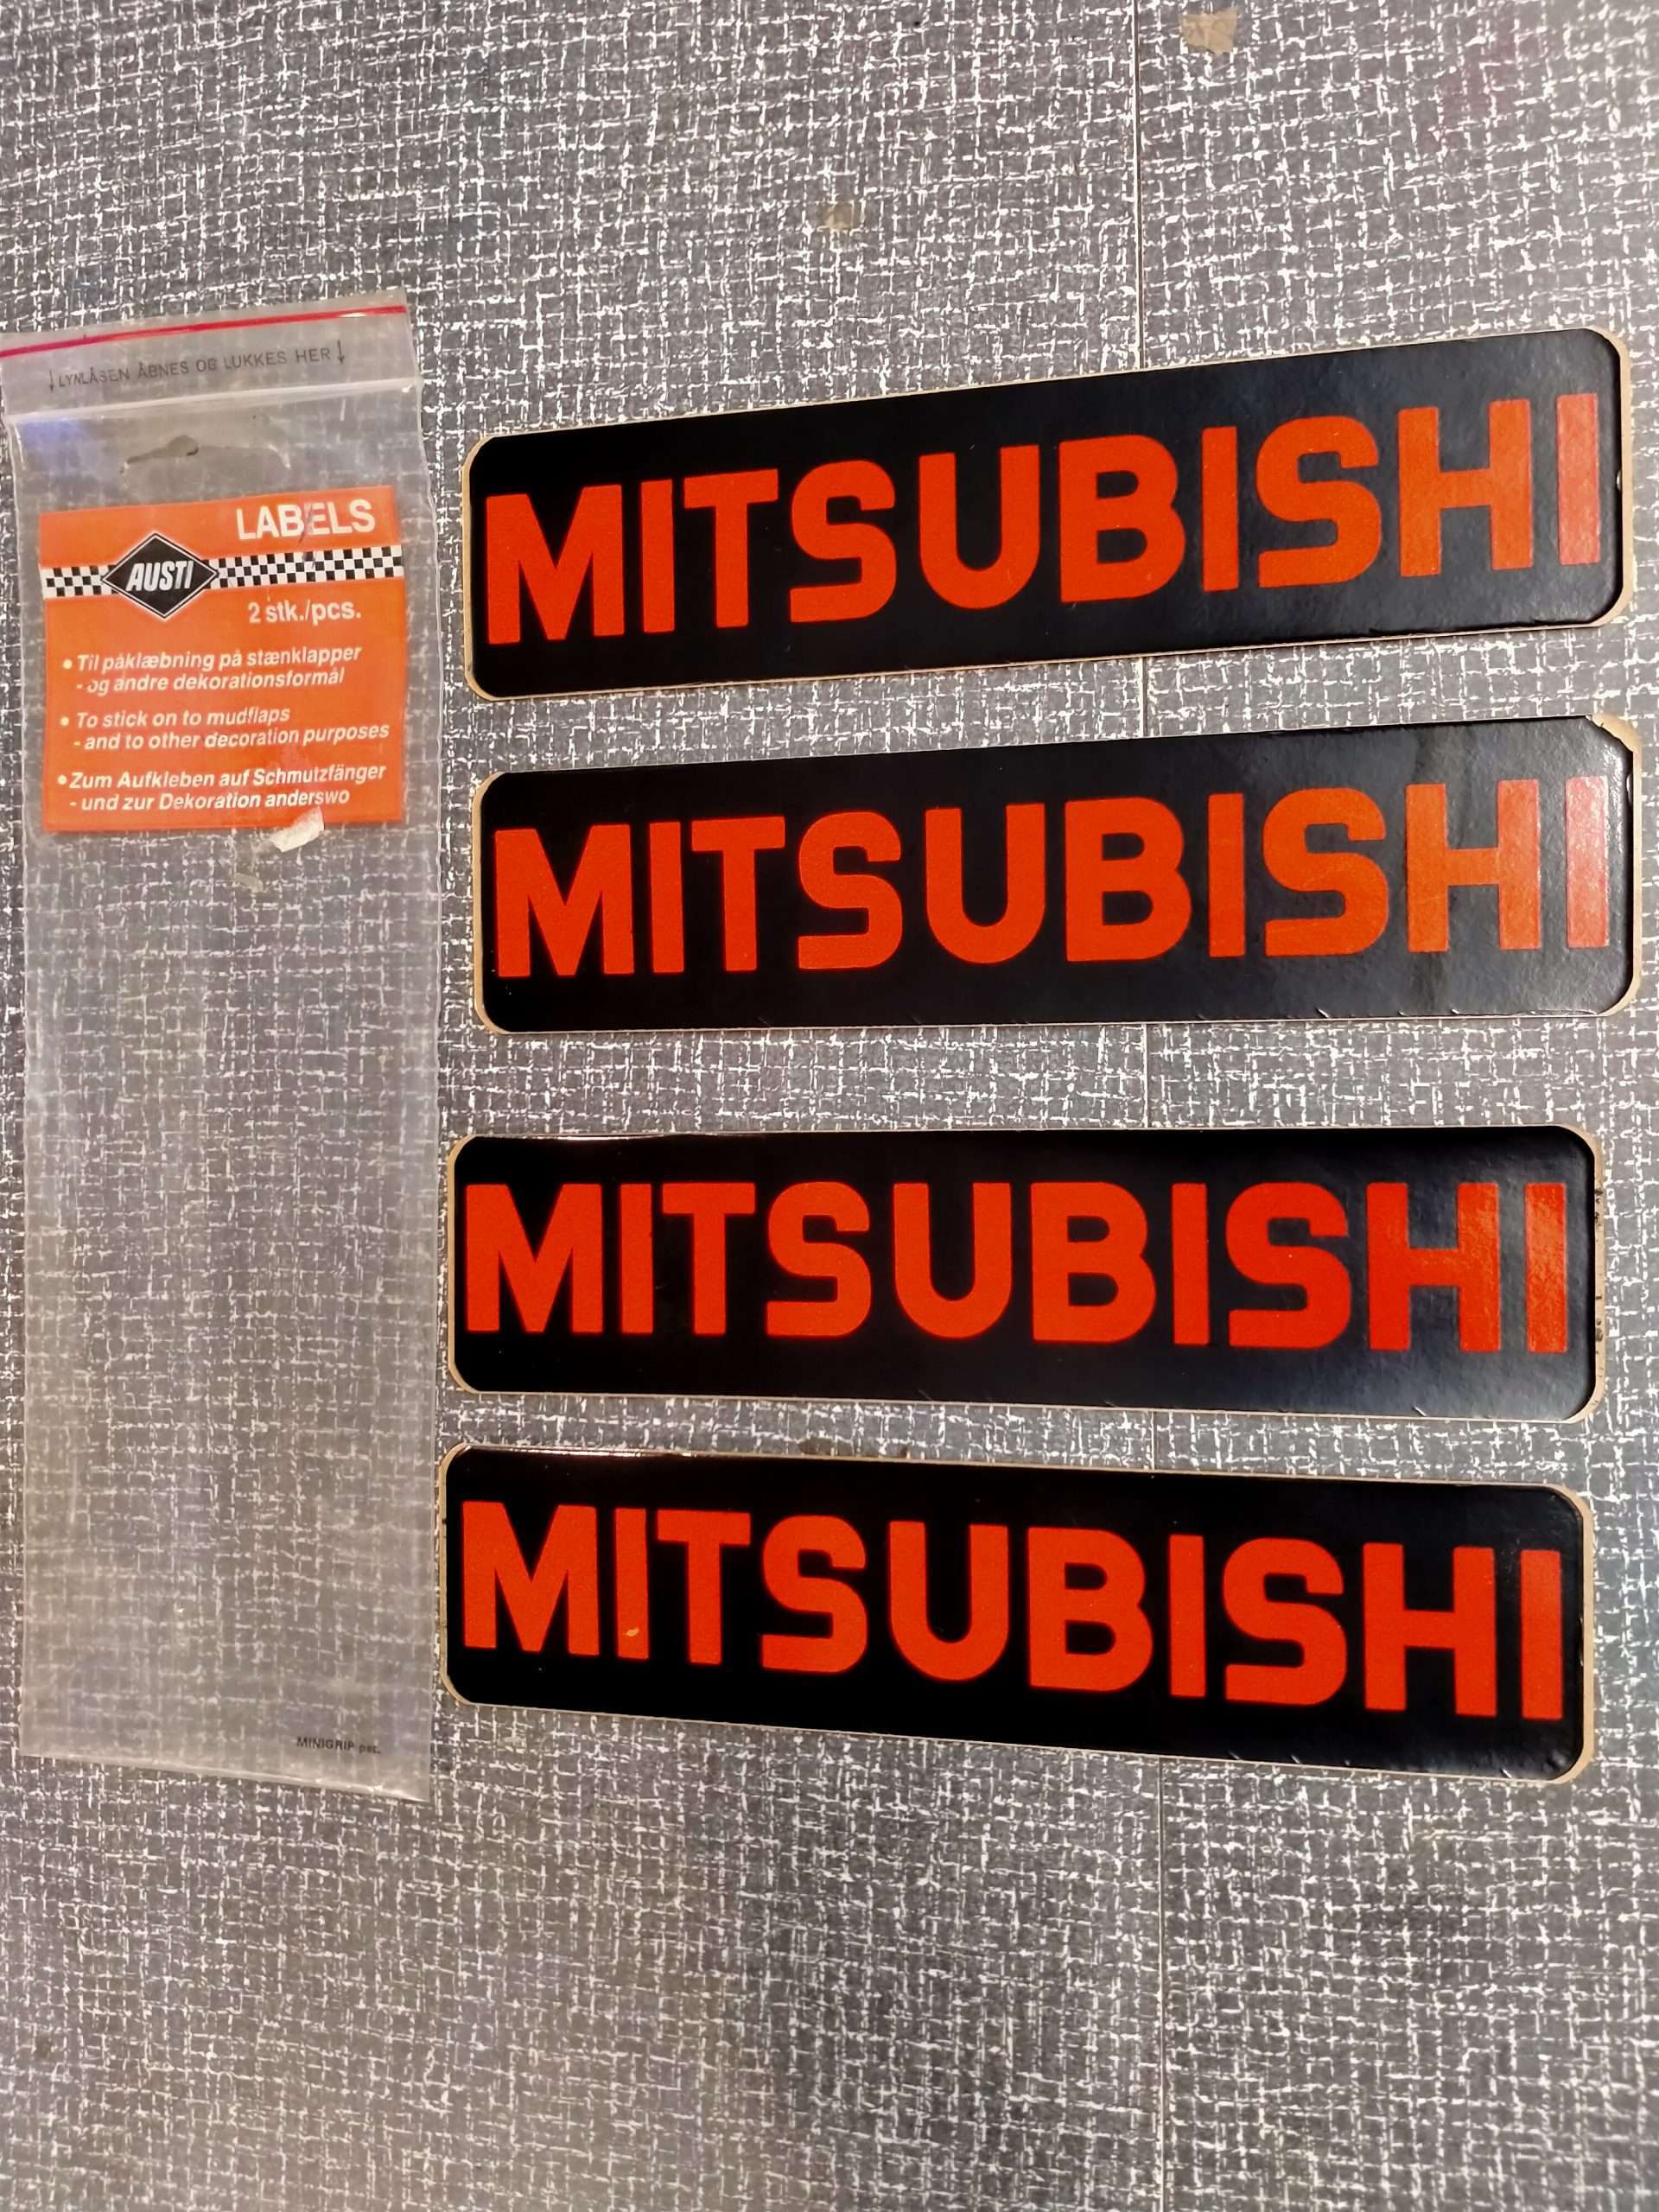 ↓LYNLÅSEN ÅBNES OG LUKKES HER↓
LABELS
AUSTI
2 stk./pcs.
• Til påklæbning på stænklapper
- og andre dekorationsformål
• To stick on to mudflaps
- and to other decoration purposes
• Zum Aufkleben auf Schmutzfänger
- und zur Dekoration anderswo
MINIGRIP pat.
MITSUBISHI
MITSUBISHI
MITSUBISHI
MITSUBISHI